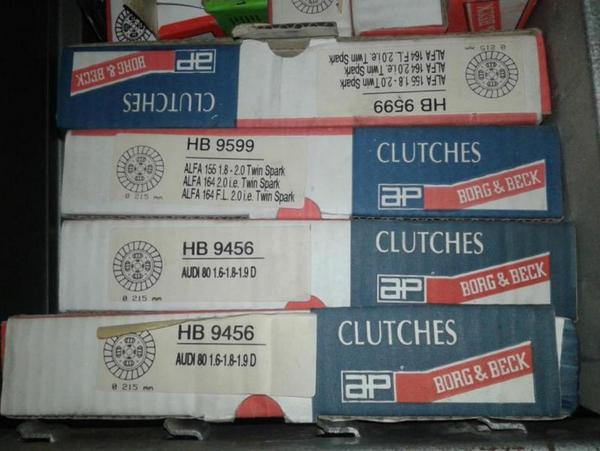 BORG & BECK
ap
CLUTCHES
HB 9599
ALFA 155 1.8 - 2.0 Twin Spark
ALFA 164 2.0 i.e. Twin Spark
ALFA 164 F.L. 2.0 i.e. Twin Spark
Ø 215
HB 9599
ALFA 155 1.8 - 2.0 Twin Spark
ALFA 164 2.0 i.e. Twin Spark
ALFA 164 F.L. 2.0 i.e. Twin Spark
Ø 215 mm
CLUTCHES
ap BORG & BECK
HB 9456
AUDI 80 1.6-1.8-1.9 D
Ø 215 mm
CLUTCHES
ap BORG & BECK
HB 9456
AUDI 80 1.6-1.8-1.9 D
Ø 215 mm
CLUTCHES
ap BORG & BECK